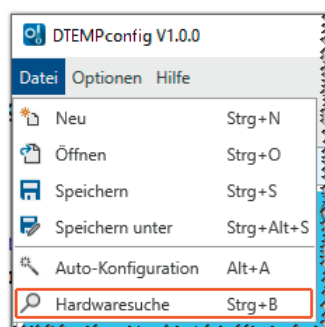 DTEMPconfig V1.0.0
Datei Optionen Hilfe
Neu Strg+N
Öffnen Strg+O
Speichern Strg+S
Speichern unter Strg+Alt+S
Auto-Konfiguration Alt+A
Hardwaresuche Strg+B